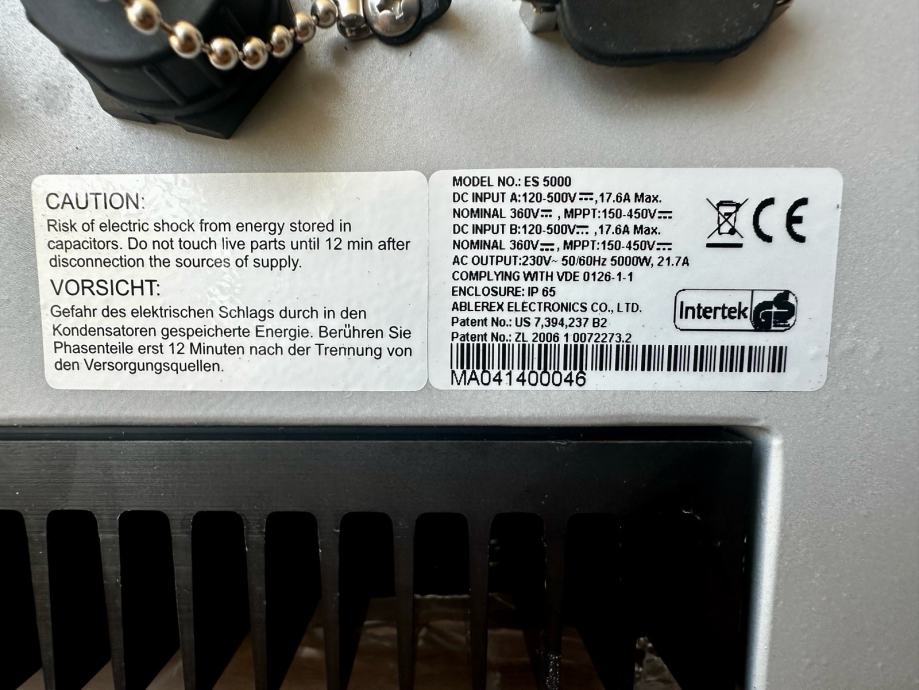 CAUTION:
Risk of electric shock from energy stored in
capacitors. Do not touch live parts until 12 min after
disconnection the sources of supply.
VORSICHT:
Gefahr des elektrischen Schlags durch in den
Kondensatoren gespeicherte Energie. Berühren Sie
Phasenteile erst 12 Minuten nach der Trennung von
den Versorgungsquellen.
MODEL NO.: ES 5000
DC INPUT A:120-500V⎓,17.6A Max.
NOMINAL 360V⎓, MPPT:150-450V⎓
DC INPUT B:120-500V⎓,17.6A Max.
NOMINAL 360V⎓, MPPT:150-450V⎓
AC OUTPUT:230V~ 50/60Hz 5000W, 21.7A
COMPLYING WITH VDE 0126-1-1
ENCLOSURE: IP 65
ABLEREX ELECTRONICS CO., LTD.
Patent No.: US 7,394,237 B2
Patent No.: ZL 2006 1 0072273.2
MA041400046
CE
Intertek GS